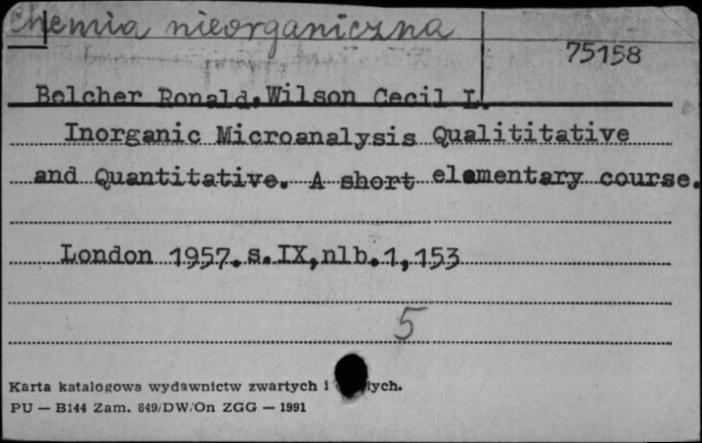 Chemia nieorganiczna
75158
Belcher Ronald.Wilson Cecil L.
Inorganic Microanalysis Qualititative
and Quantitative. A short elementary course.
London 1957.s.IX,nlb.1,153
5
Karta katalogowa wydawnictw zwartych i
PU — B144 Zam. 849/DW/On ZGG — 1991